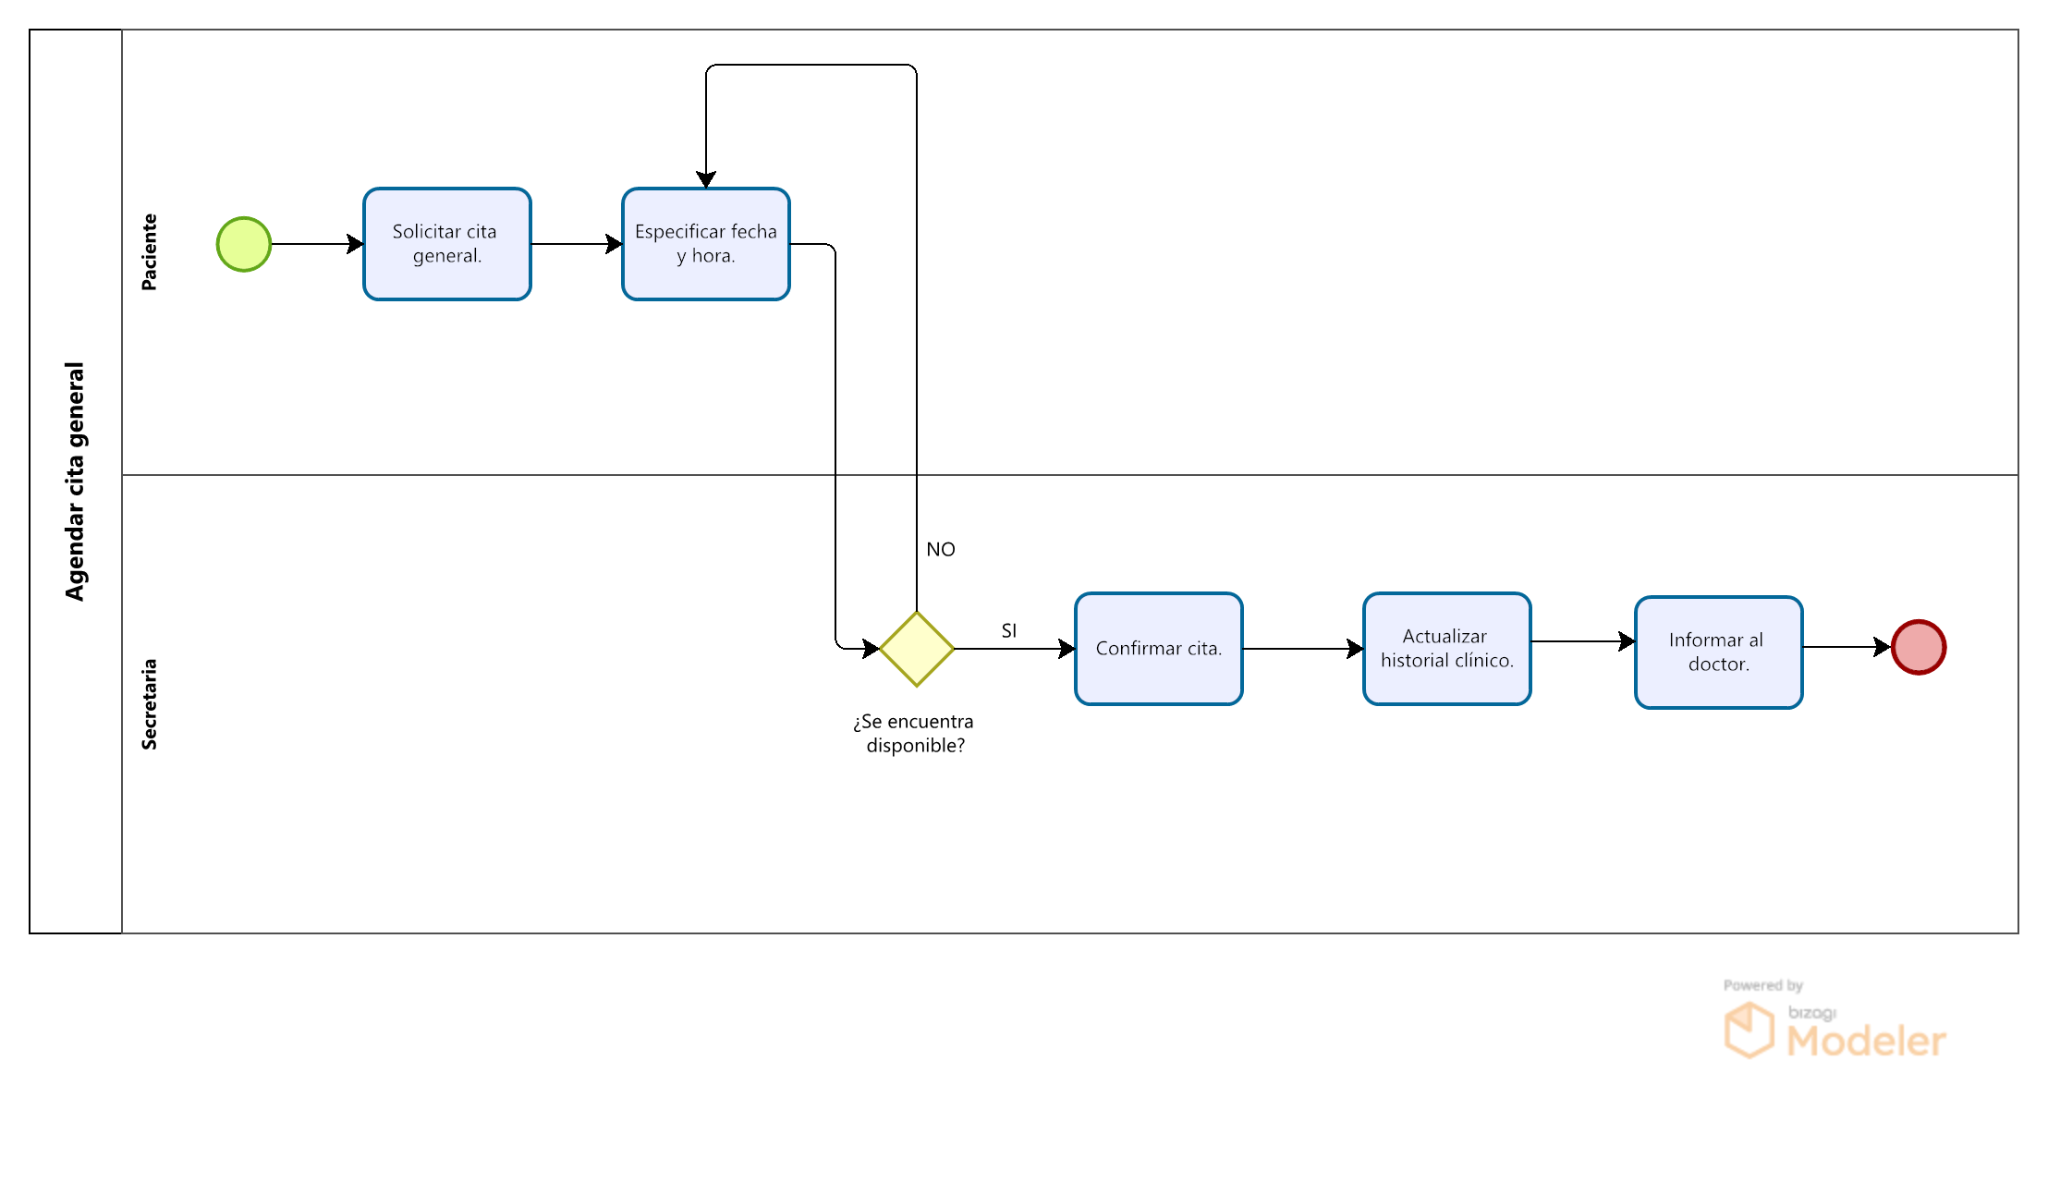 Agendar cita general
Paciente
Solicitar cita
general.
Especificar fecha
y hora.
Secretaria
NO
SI
¿Se encuentra
disponible?
Confirmar cita.
Actualizar
historial clínico.
Informar al
doctor.
Powered by
bizagi
Modeler